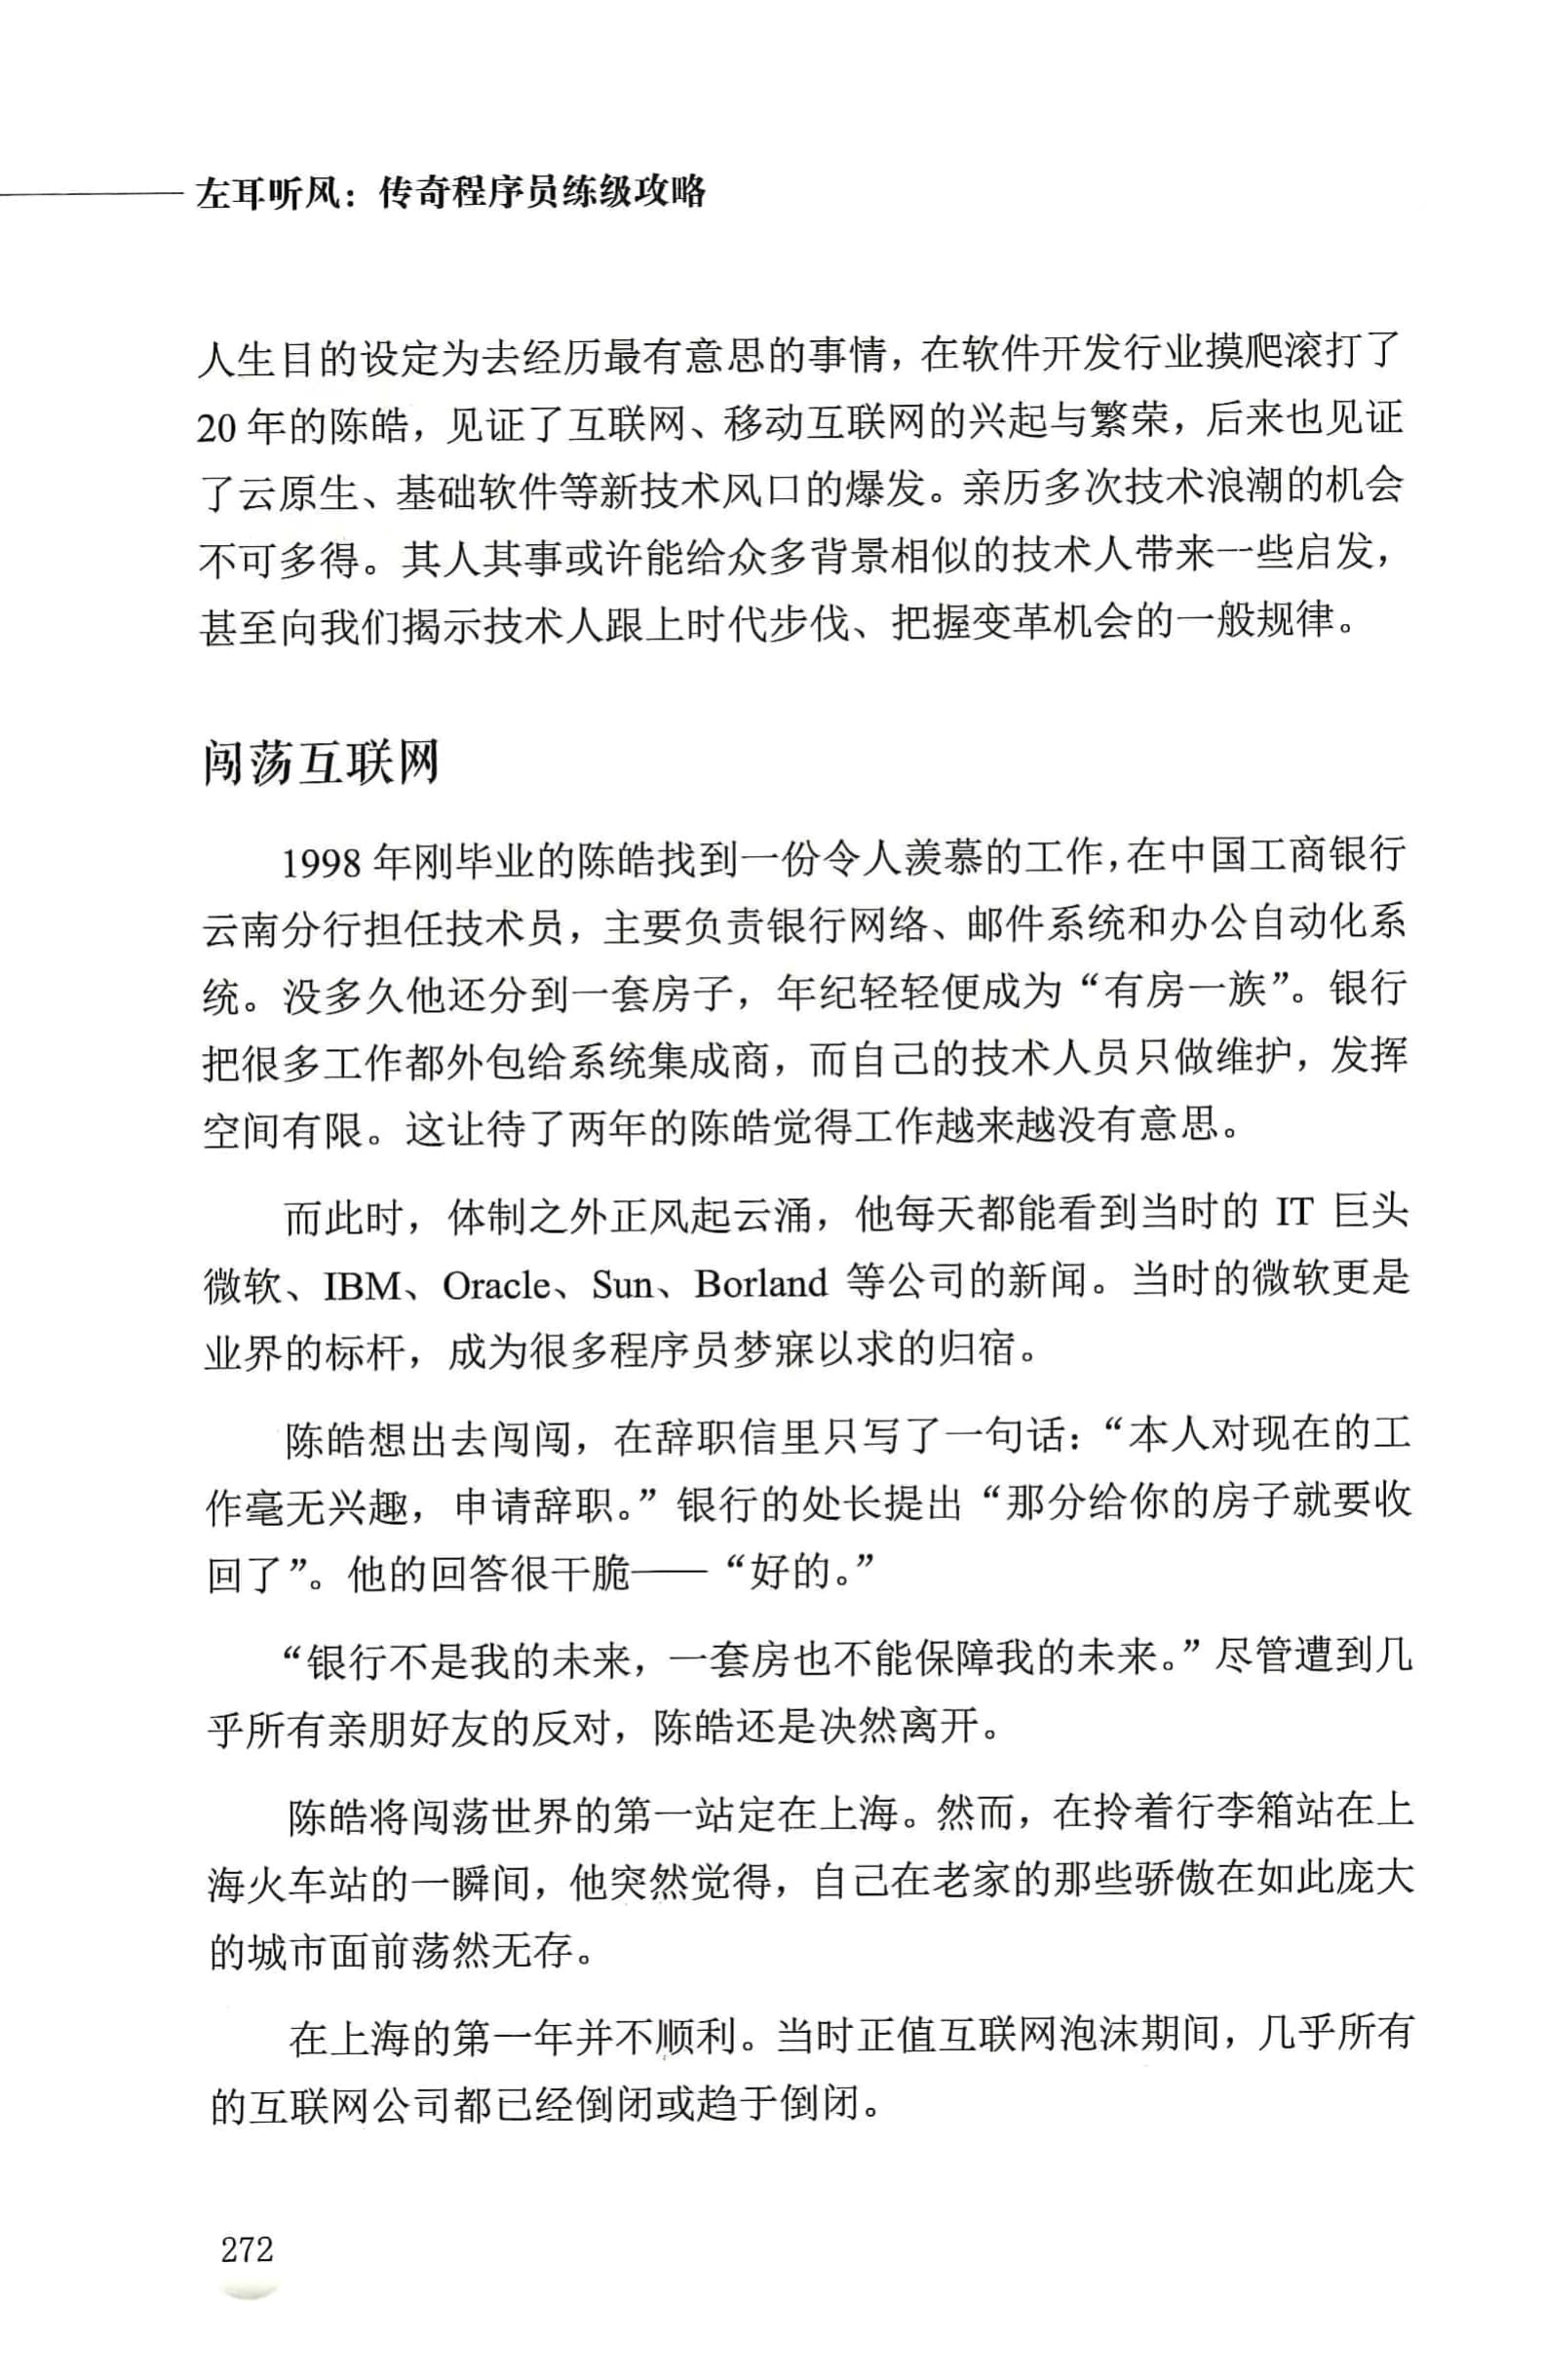 左耳听风：传奇程序员练级攻略
人生目的设定为去经历最有意思的事情，在软件开发行业摸爬滚打了
20 年的陈皓，见证了互联网、移动互联网的兴起与繁荣，后来也见证
了云原生、基础软件等新技术风口的爆发。亲历多次技术浪潮的机会
不可多得。其人其事或许能给众多背景相似的技术人带来一些启发，
甚至向我们揭示技术人跟上时代步伐、把握变革机会的一般规律。
闯荡互联网
1998 年刚毕业的陈皓找到一份令人羡慕的工作，在中国工商银行
云南分行担任技术员，主要负责银行网络、邮件系统和办公自动化系
统。没多久他还分到一套房子，年纪轻轻便成为“有房一族”。银行
把很多工作都外包给系统集成商，而自己的技术人员只做维护，发挥
空间有限。这让待了两年的陈皓觉得工作越来越没有意思。
而此时，体制之外正风起云涌，他每天都能看到当时的 IT 巨头
微软、IBM、Oracle、Sun、Borland 等公司的新闻。当时的微软更是
业界的标杆，成为很多程序员梦寐以求的归宿。
陈皓想出去闯闯，在辞职信里只写了一句话：“本人对现在的工
作毫无兴趣，申请辞职。”银行的处长提出“那分给你的房子就要收
回了”。他的回答很干脆——“好的。”
“银行不是我的未来，一套房也不能保障我的未来。”尽管遭到几
乎所有亲朋好友的反对，陈皓还是决然离开。
陈皓将闯荡世界的第一站定在上海。然而，在拎着行李箱站在上
海火车站的一瞬间，他突然觉得，自己在老家的那些骄傲在如此庞大
的城市面前荡然无存。
在上海的第一年并不顺利。当时正值互联网泡沫期间，几乎所有
的互联网公司都已经倒闭或趋于倒闭。
272